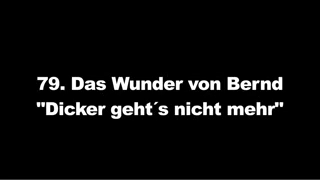 79. Das Wunder von Bernd
"Dicker geht´s nicht mehr"